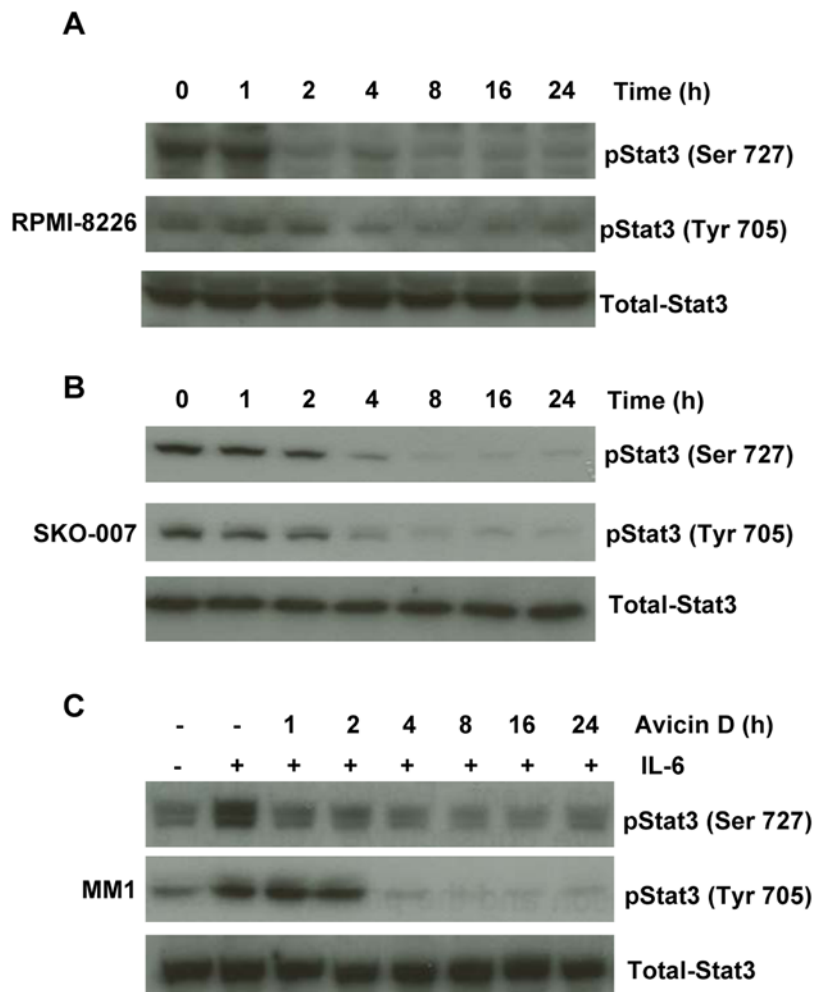 A
0 1 2 4 8 16 24 Time (h)
pStat3 (Ser 727)
RPMI-8226
pStat3 (Tyr 705)
Total-Stat3
B
0 1 2 4 8 16 24 Time (h)
pStat3 (Ser 727)
SKO-007
pStat3 (Tyr 705)
Total-Stat3
C
- - 1 2 4 8 16 24 Avicin D (h)
- + + + + + + + IL-6
pStat3 (Ser 727)
MM1
pStat3 (Tyr 705)
Total-Stat3